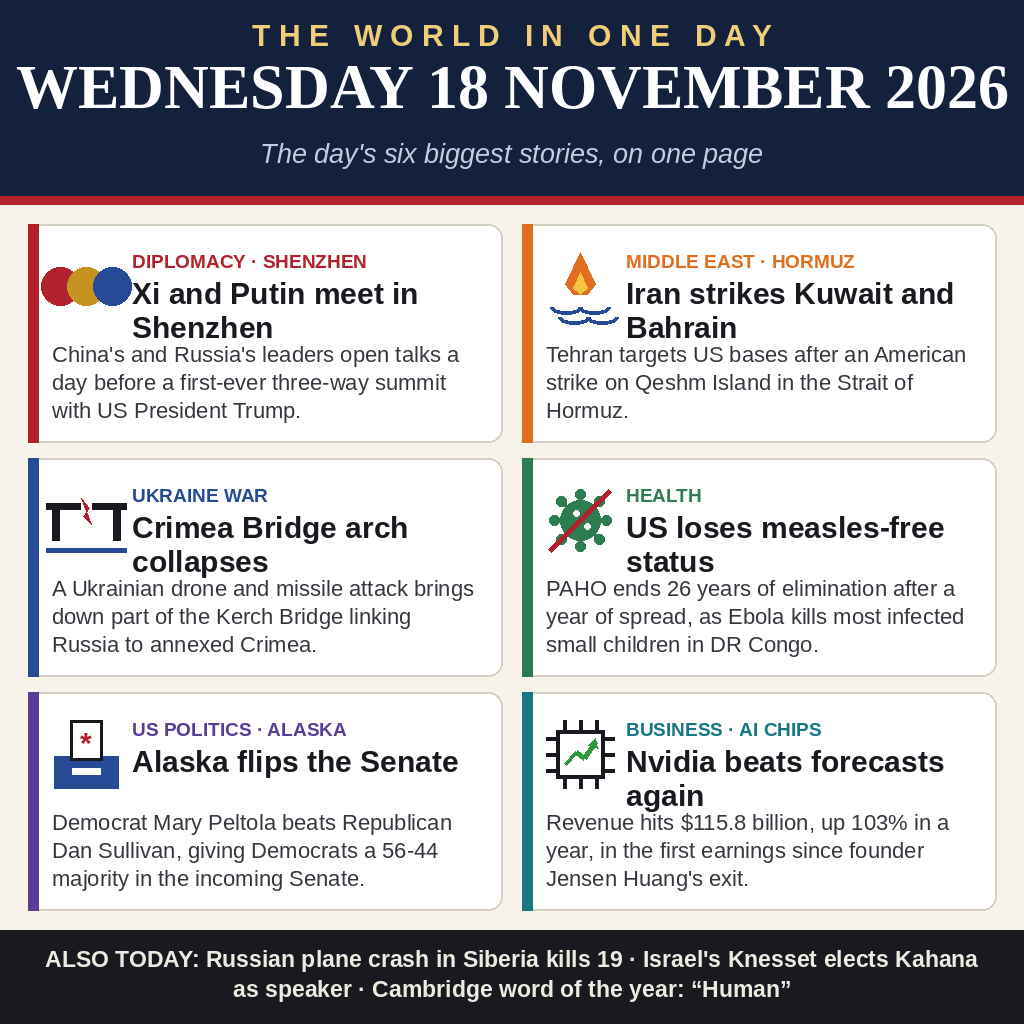 THE WORLD IN ONE DAY
WEDNESDAY 18 NOVEMBER 2026
The day's six biggest stories, on one page
DIPLOMACY · SHENZHEN
Xi and Putin meet in
Shenzhen
China's and Russia's leaders open talks a
day before a first-ever three-way summit
with US President Trump.
MIDDLE EAST · HORMUZ
Iran strikes Kuwait and
Bahrain
Tehran targets US bases after an American
strike on Qeshm Island in the Strait of
Hormuz.
UKRAINE WAR
Crimea Bridge arch
collapses
A Ukrainian drone and missile attack brings
down part of the Kerch Bridge linking
Russia to annexed Crimea.
HEALTH
US loses measles-free
status
PAHO ends 26 years of elimination after a
year of spread, as Ebola kills most infected
small children in DR Congo.
US POLITICS · ALASKA
Alaska flips the Senate
Democrat Mary Peltola beats Republican
Dan Sullivan, giving Democrats a 56-44
majority in the incoming Senate.
BUSINESS · AI CHIPS
Nvidia beats forecasts
again
Revenue hits $115.8 billion, up 103% in a
year, in the first earnings since founder
Jensen Huang's exit.
ALSO TODAY: Russian plane crash in Siberia kills 19 · Israel's Knesset elects Kahana
as speaker · Cambridge word of the year: “Human”